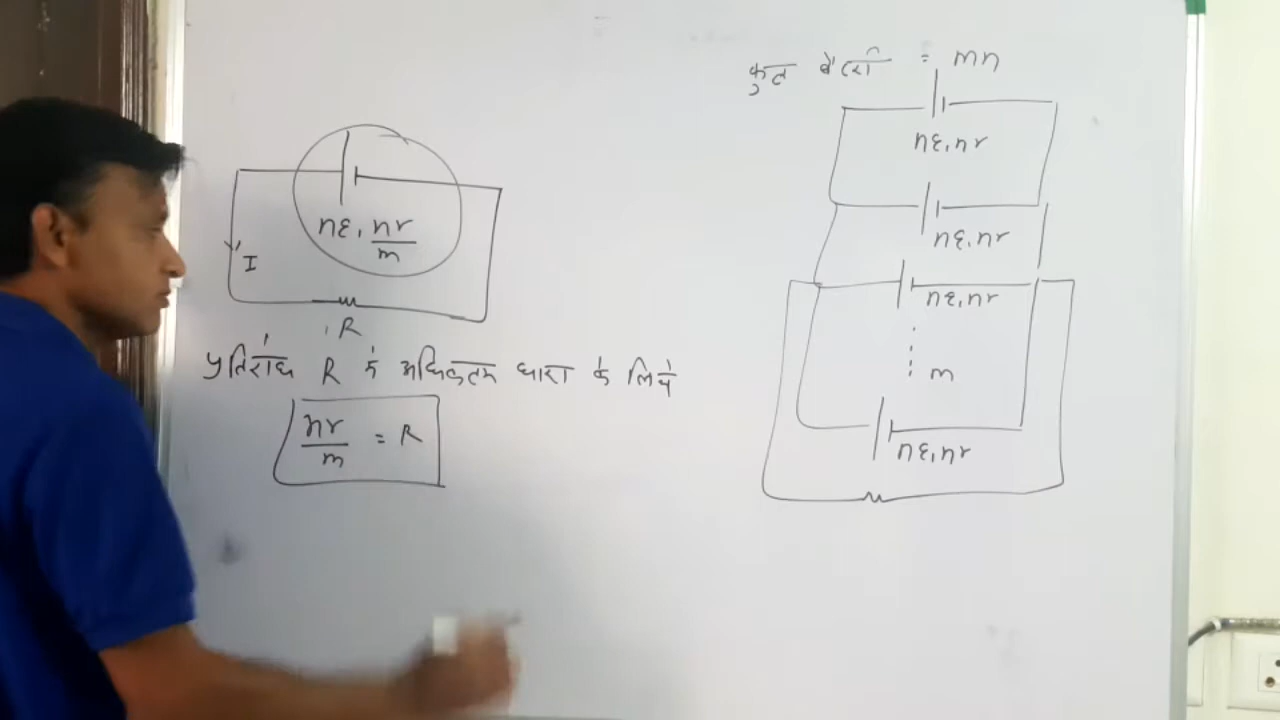 कुल बैटरी = mn
nε, nr
nε, nr
nε, nr
m
nε, nr
nε, nr/m
I
R
प्रतिरोध R में अधिकतम धारा के लिये
nr/m = R